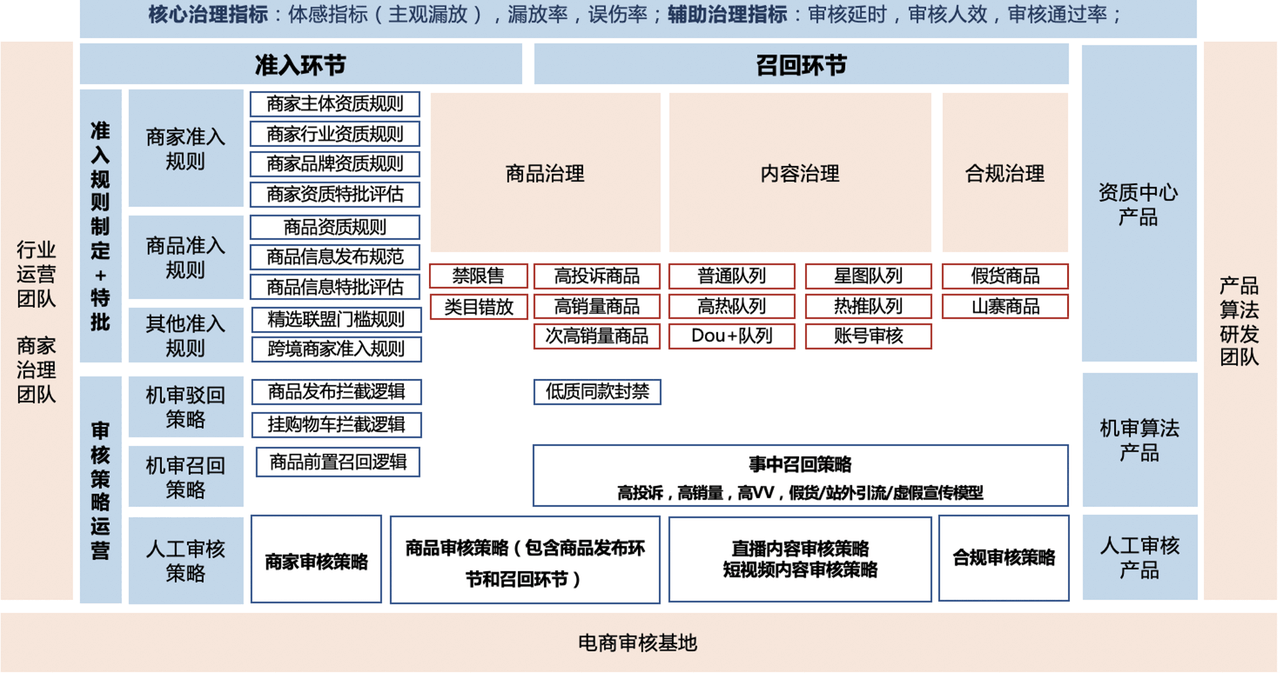 核心治理指标：体感指标（主观漏放），漏放率，误伤率；辅助治理指标：审核延时，审核人效，审核通过率；
准入环节
召回环节
行业
运营
团队
商家
治理
团队
准入规则制定+特批
商家准入
规则
商家主体资质规则
商家行业资质规则
商家品牌资质规则
商家资质特批评估
商品准入
规则
商品资质规则
商品信息发布规范
商品信息特批评估
其他准入
规则
精选联盟门槛规则
跨境商家准入规则
商品治理
内容治理
合规治理
禁限售
高投诉商品
普通队列
星图队列
假货商品
类目错放
高销量商品
高热队列
热推队列
山寨商品
次高销量商品
Dou+队列
账号审核
资质中心
产品
审核策略运营
机审驳回
策略
商品发布拦截逻辑
挂购物车拦截逻辑
低质同款封禁
机审召回
策略
商品前置召回逻辑
事中召回策略
高投诉，高销量，高VV，假货/站外引流/虚假宣传模型
机审算法
产品
人工审核
策略
商家审核策略
商品审核策略（包含商品发布环
节和召回环节）
直播内容审核策略
短视频内容审核策略
合规审核策略
人工审核
产品
产品
算法
研发
团队
电商审核基地